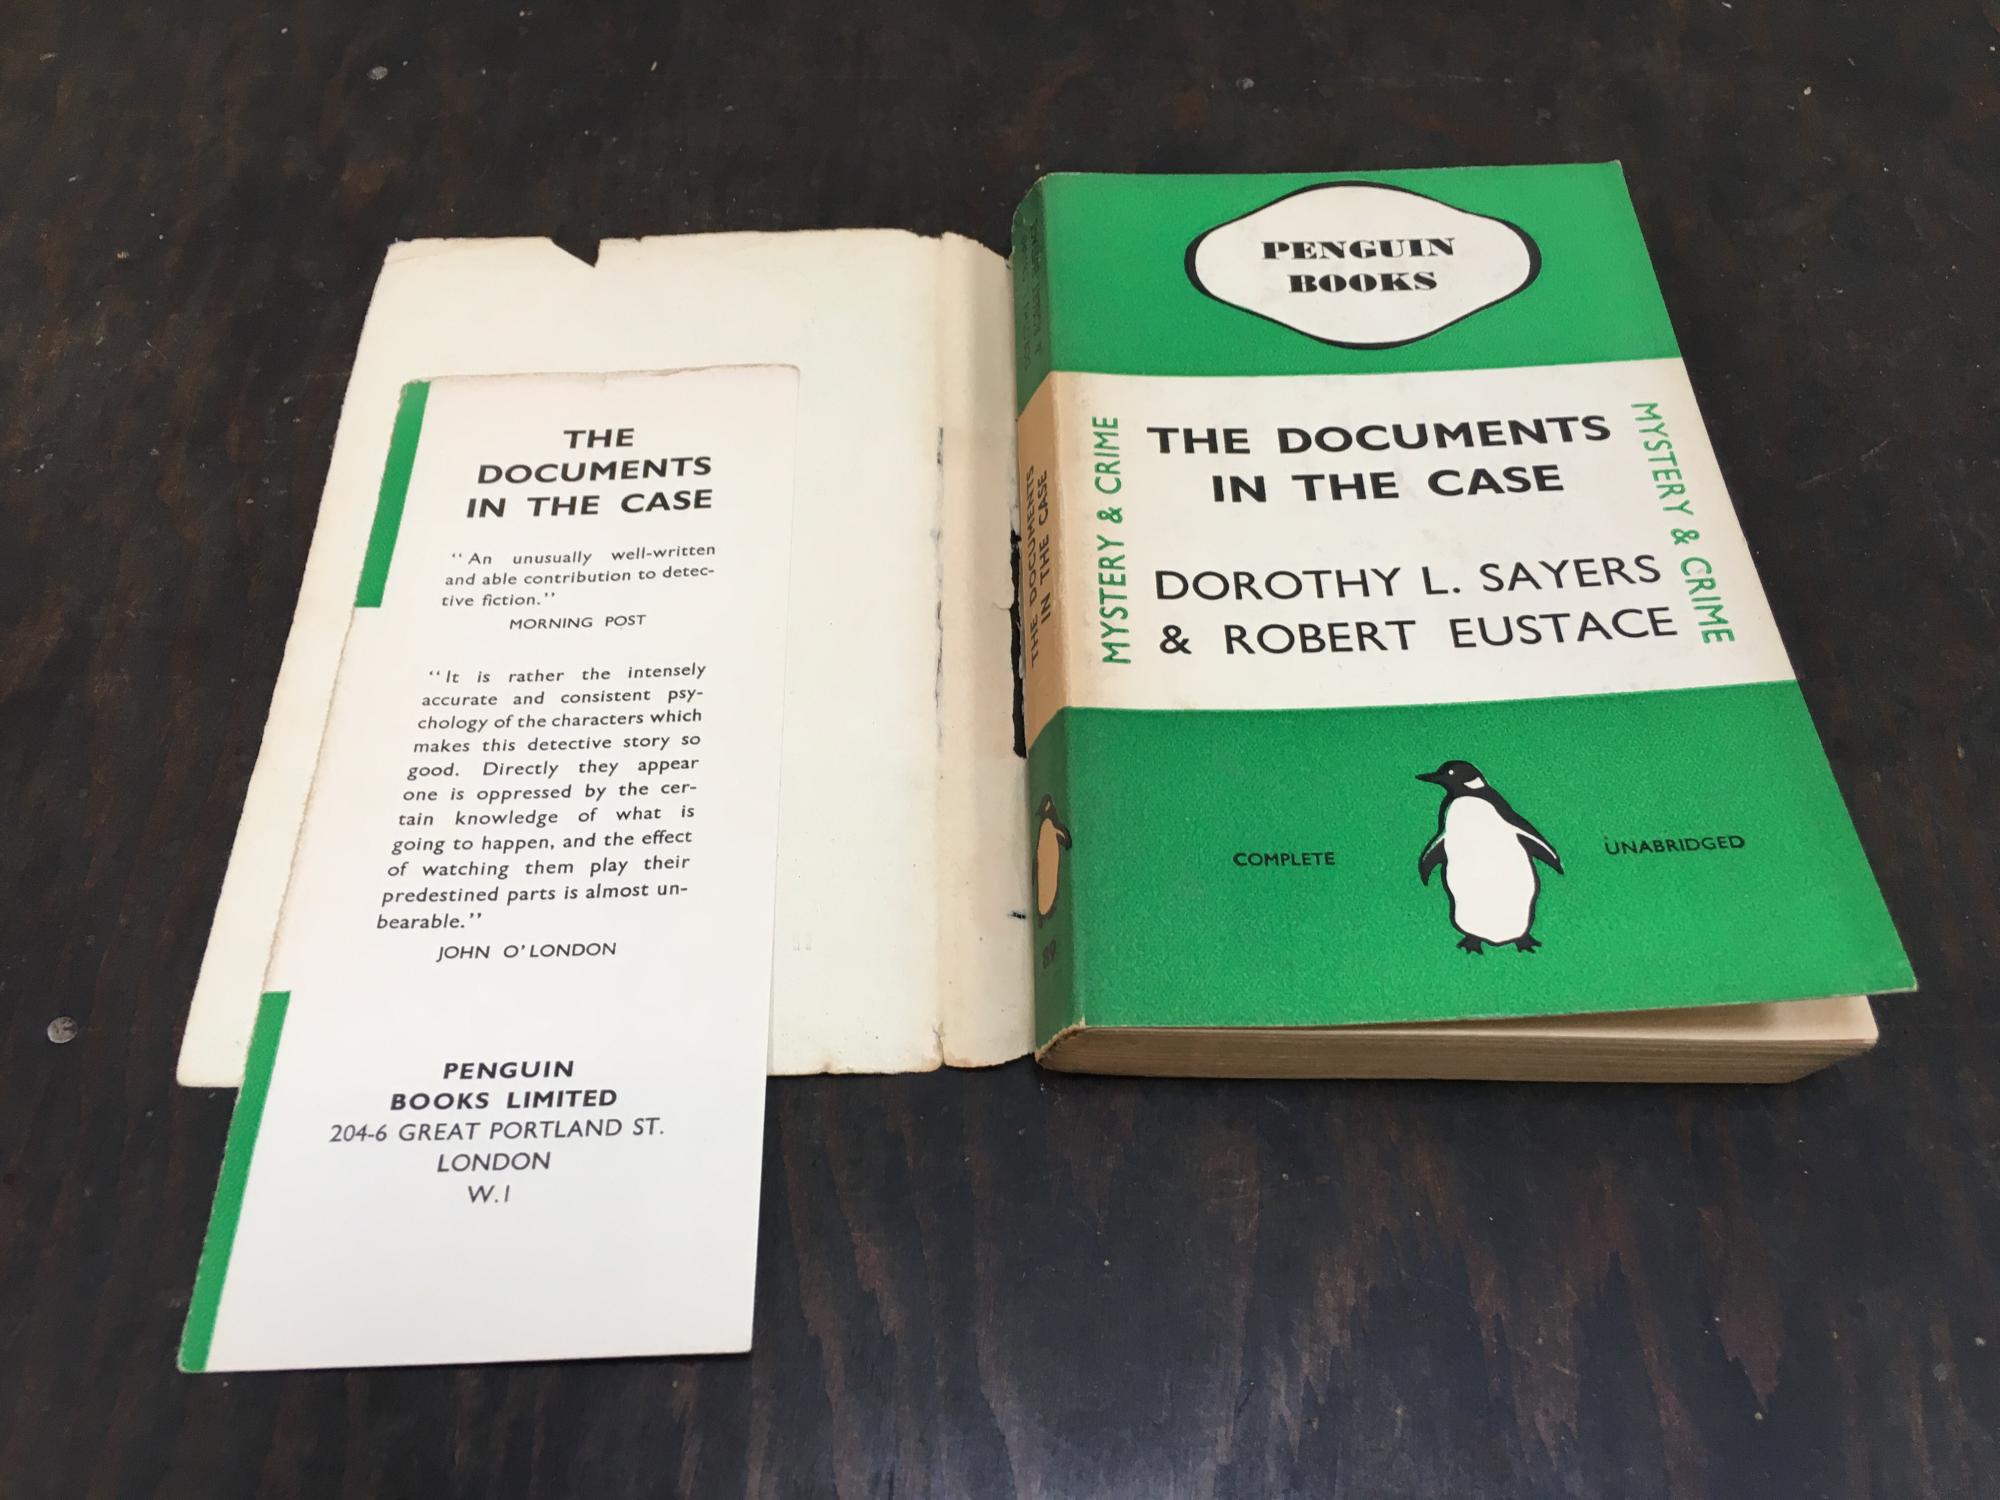 THE
DOCUMENTS
IN THE CASE
“An unusually well-written
and able contribution to detec-
tive fiction.”
MORNING POST
“It is rather the intensely
accurate and consistent psy-
chology of the characters which
makes this detective story so
good. Directly they appear
one is oppressed by the cer-
tain knowledge of what is
going to happen, and the effect
of watching them play their
predestined parts is almost un-
bearable.”
JOHN O’LONDON
PENGUIN
BOOKS LIMITED
204-6 GREAT PORTLAND ST.
LONDON
W.1
THE DOCUMENTS
IN THE CASE
89
PENGUIN
BOOKS
MYSTERY & CRIME
THE DOCUMENTS
IN THE CASE
DOROTHY L. SAYERS
& ROBERT EUSTACE
MYSTERY & CRIME
COMPLETE
UNABRIDGED